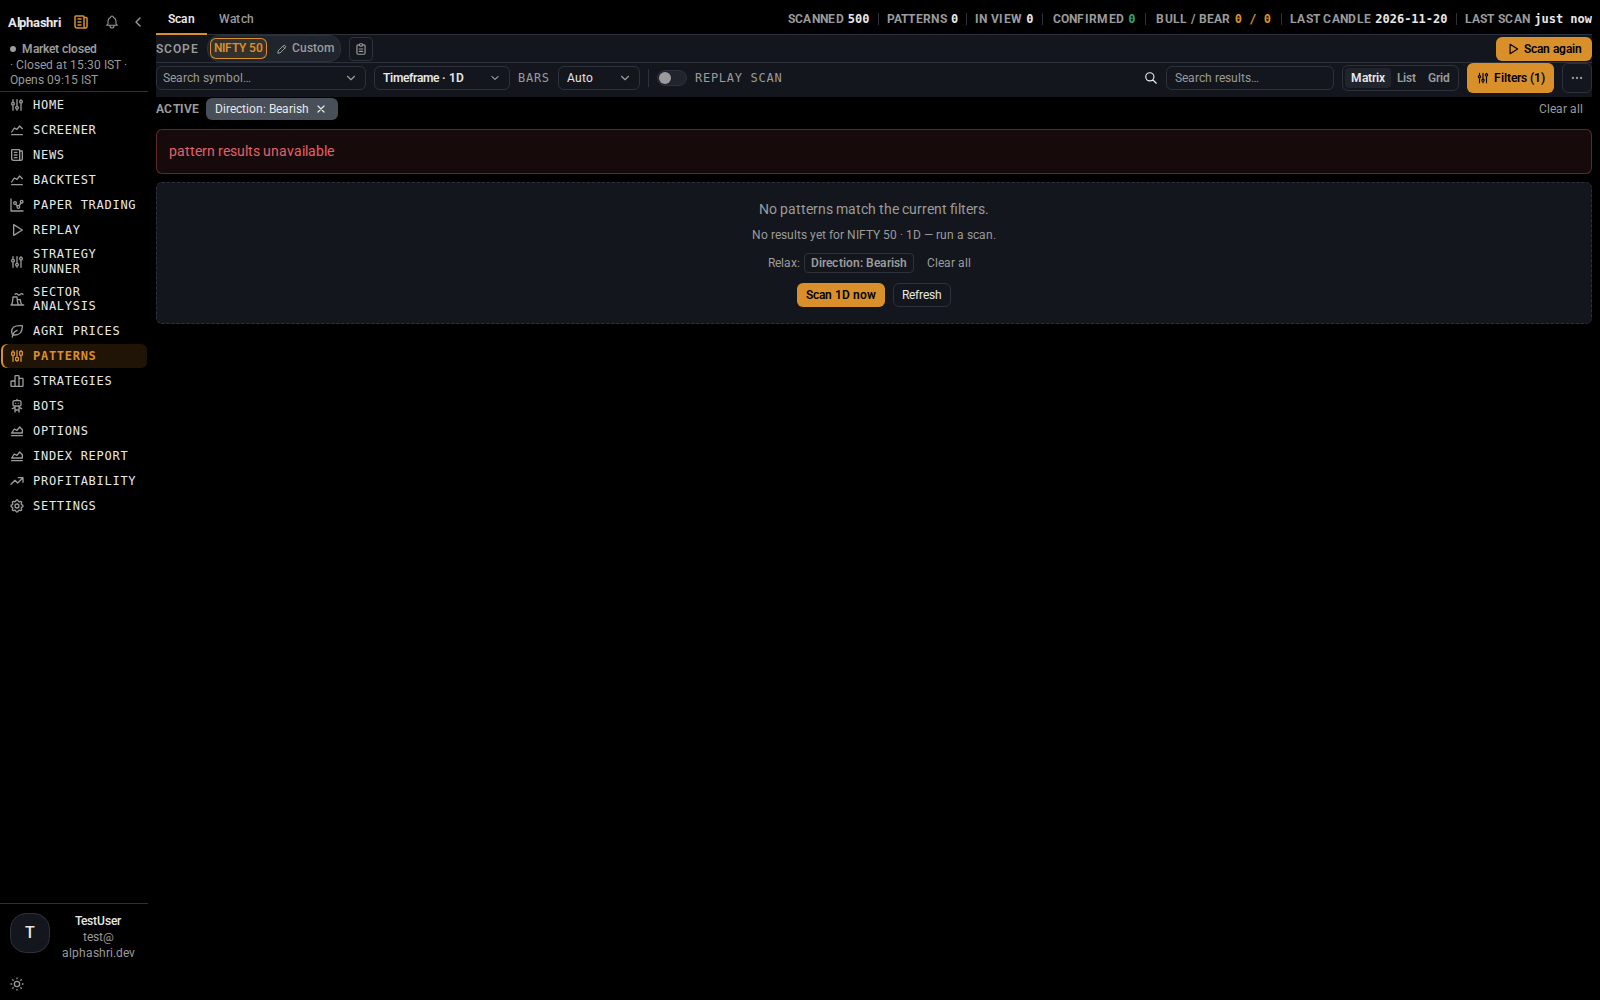 Alphashri
Market closed
· Closed at 15:30 IST ·
Opens 09:15 IST
HOME
SCREENER
NEWS
BACKTEST
PAPER TRADING
REPLAY
STRATEGY
RUNNER
SECTOR
ANALYSIS
AGRI PRICES
PATTERNS
STRATEGIES
BOTS
OPTIONS
INDEX REPORT
PROFITABILITY
SETTINGS
T
TestUser
test@
alphashri.dev
Scan Watch
SCANNED 500 PATTERNS 0 IN VIEW 0 CONFIRMED 0 BULL / BEAR 0 / 0 LAST CANDLE 2026-11-20 LAST SCAN just now
SCOPE NIFTY 50 Custom Scan again
Search symbol... Timeframe · 1D BARS Auto REPLAY SCAN Search results... Matrix List Grid Filters (1)
ACTIVE Direction: Bearish Clear all
pattern results unavailable
No patterns match the current filters.
No results yet for NIFTY 50 · 1D — run a scan.
Relax: Direction: Bearish Clear all
Scan 1D now Refresh